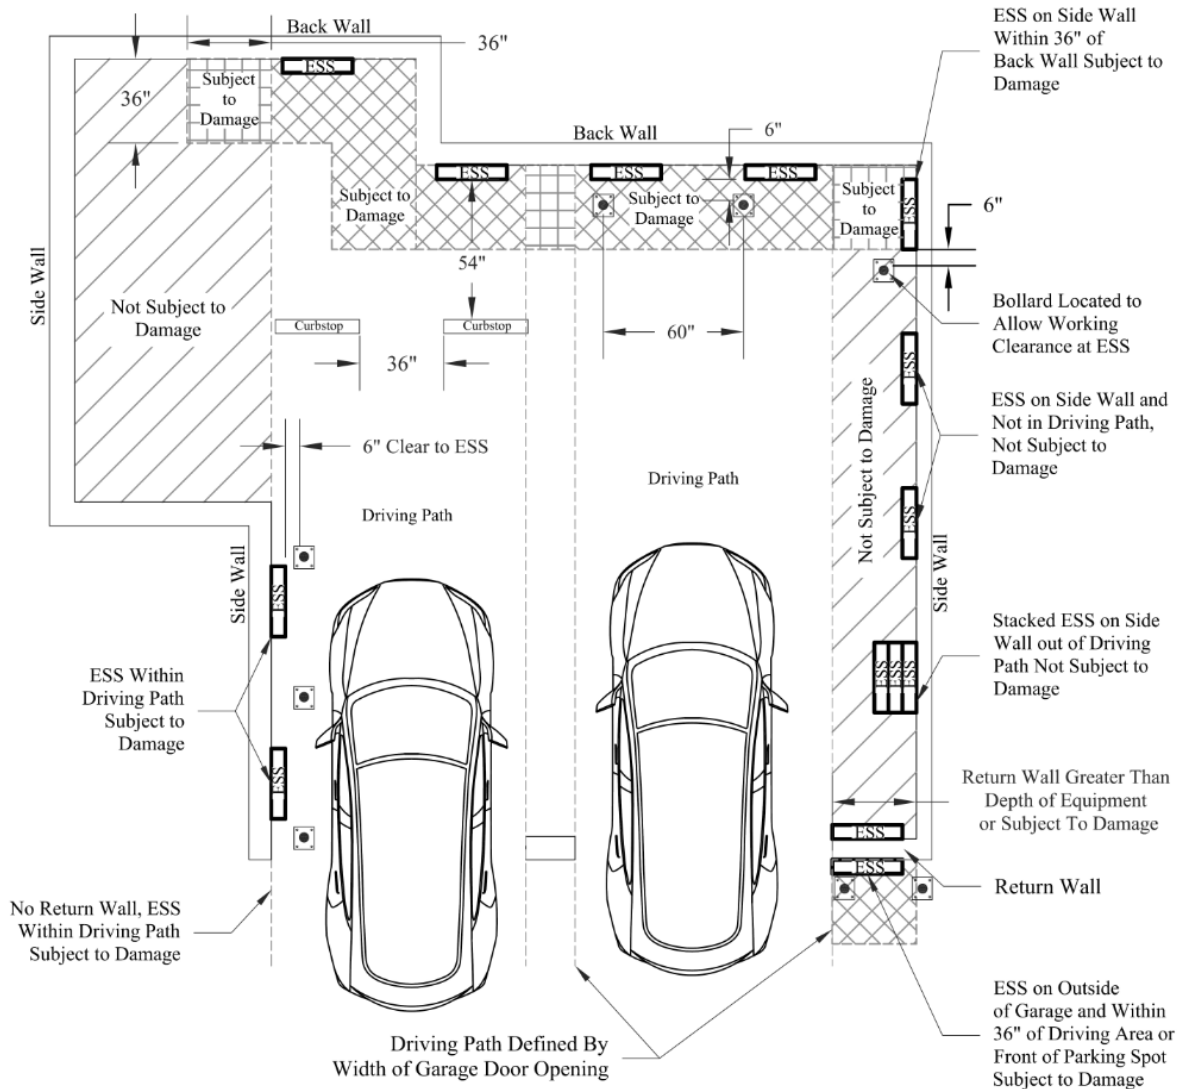 Back Wall
36"
ESS on Side Wall
Within 36" of
Back Wall Subject to
Damage
ESS
Subject
to
Damage
36"
Back Wall
6"
ESS
ESS
ESS
Subject to
Damage
Subject to
Damage
Subject
to
Damage
ESS
6"
54"
Side Wall
Not Subject to
Damage
Curbstop
Curbstop
36"
60"
Bollard Located to
Allow Working
Clearance at ESS
ESS
Not Subject to Damage
ESS on Side Wall and
Not in Driving Path,
Not Subject to
Damage
6" Clear to ESS
Driving Path
Driving Path
ESS
Side Wall
Side Wall
ESS
ESS Within
Driving Path
Subject to
Damage
ESS
Stacked ESS on Side
Wall out of Driving
Path Not Subject to
Damage
ESS
ESS
ESS
Return Wall Greater Than
Depth of Equipment
or Subject To Damage
ESS
ESS
Return Wall
No Return Wall, ESS
Within Driving Path
Subject to Damage
Driving Path Defined By
Width of Garage Door Opening
ESS on Outside
of Garage and Within
36" of Driving Area or
Front of Parking Spot
Subject to Damage